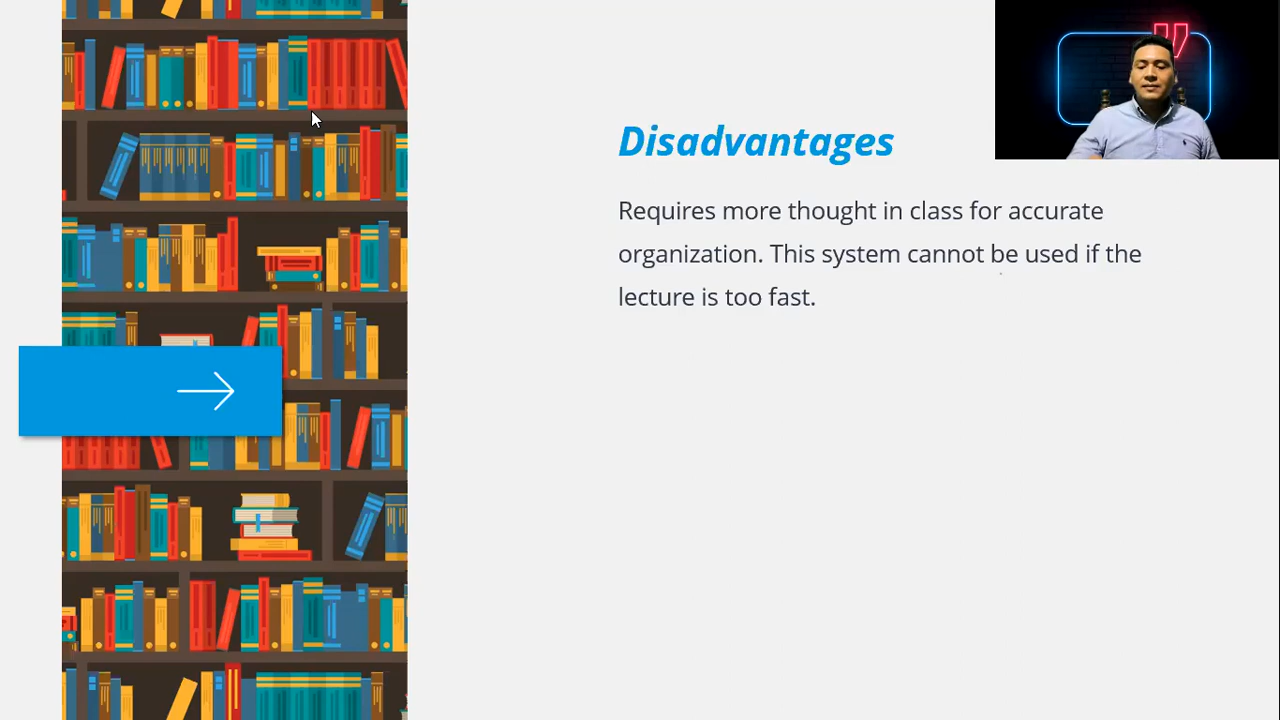 Disadvantages
Requires more thought in class for accurate
organization. This system cannot be used if the
lecture is too fast.